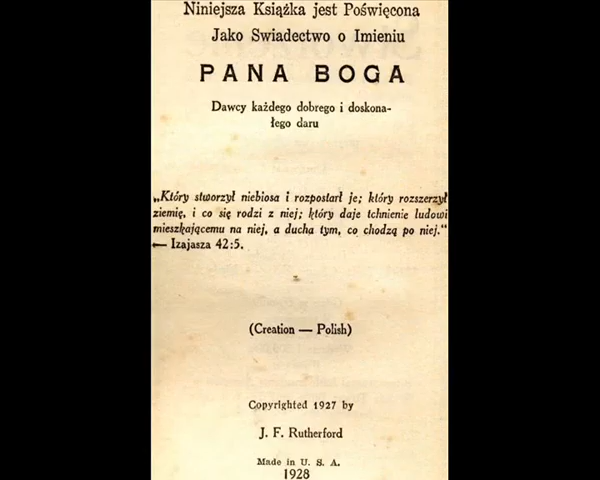 Niniejsza Książka jest Poświęcona
Jako Swiadectwo o Imieniu
PANA BOGA
Dawcy każdego dobrego i doskona-
łego daru
„Który stworzył niebiosa i rozpostarł je; który rozszerzył
ziemię, i co się rodzi z niej; który daje tchnienie ludowi
mieszkającemu na niej, a ducha tym, co chodzą po niej."
— Izajasza 42:5.
(Creation — Polish)
Copyrighted 1927 by
J. F. Rutherford
Made in U. S. A.
1928